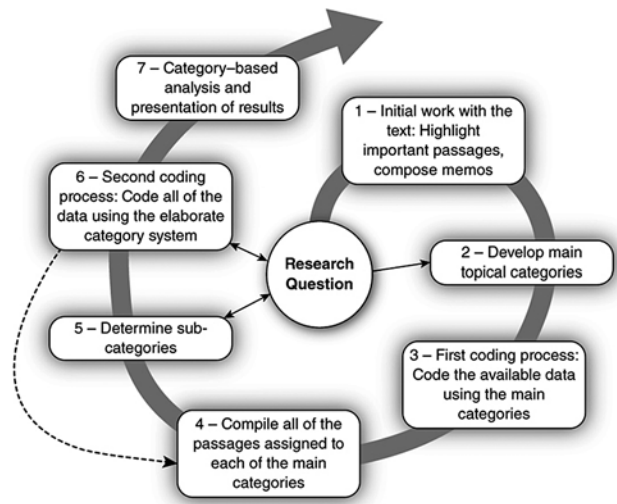 7 – Category–based
analysis and
presentation of results
1 – Initial work with the
text: Highlight
important passages,
compose memos
6 – Second coding
process: Code all of the
data using the elaborate
category system
Research
Question
2 – Develop main
topical categories
5 – Determine sub-
categories
3 – First coding process:
Code the available data
using the main
categories
4 – Compile all of the
passages assigned to
each of the main
categories